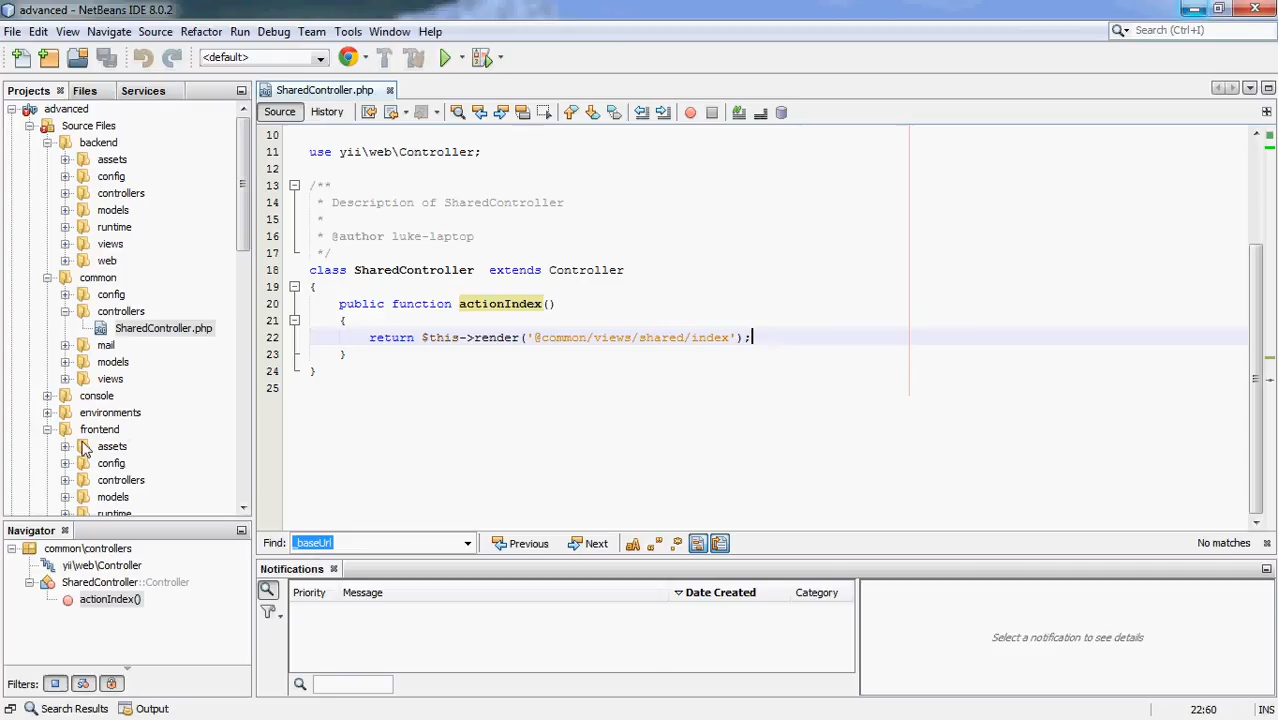 advanced - NetBeans IDE 8.0.2
File Edit View Navigate Source Refactor Run Debug Team Tools Window Help
Search (Ctrl+I)
<default>
Projects Files Services
SharedController.php
Source History
advanced
Source Files
backend
assets
config
controllers
models
runtime
views
web
common
config
controllers
SharedController.php
mail
models
views
console
environments
frontend
assets
config
controllers
models
runtime
10
11 use yii\web\Controller;
12
13 /**
14 * Description of SharedController
15 *
16 * @author luke-laptop
17 */
18 class SharedController extends Controller
19 {
20 public function actionIndex()
21 {
22 return $this->render('@common/views/shared/index');
23 }
24 }
25
Find: _baseUrl Previous Next No matches
Navigator
common\controllers
yii\web\Controller
SharedController::Controller
actionIndex()
Filters:
Notifications
Priority Message Date Created Category
Select a notification to see details
Search Results Output 22:60 INS